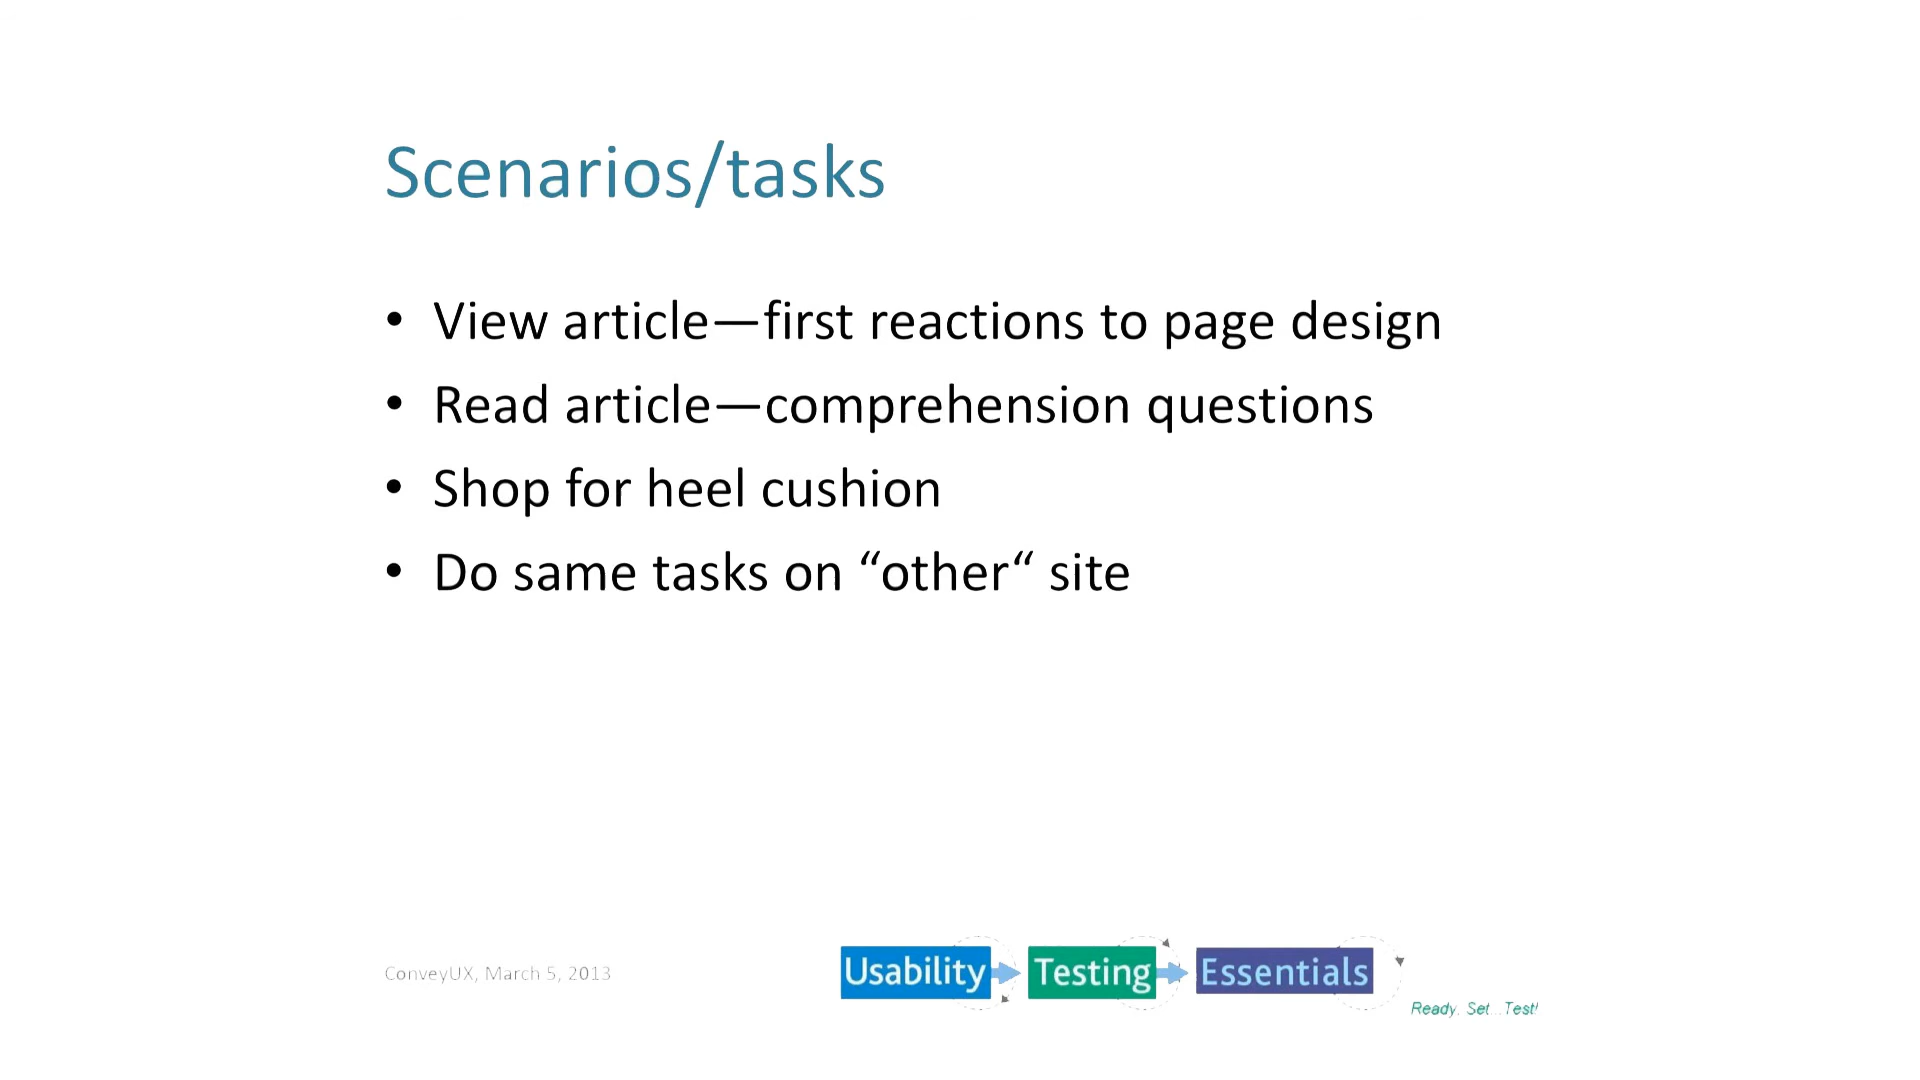 Scenarios/tasks
• View article—first reactions to page design
• Read article—comprehension questions
• Shop for heel cushion
• Do same tasks on “other“ site
ConveyUX, March 5, 2013
Usability Testing Essentials
Ready, Set...Test!